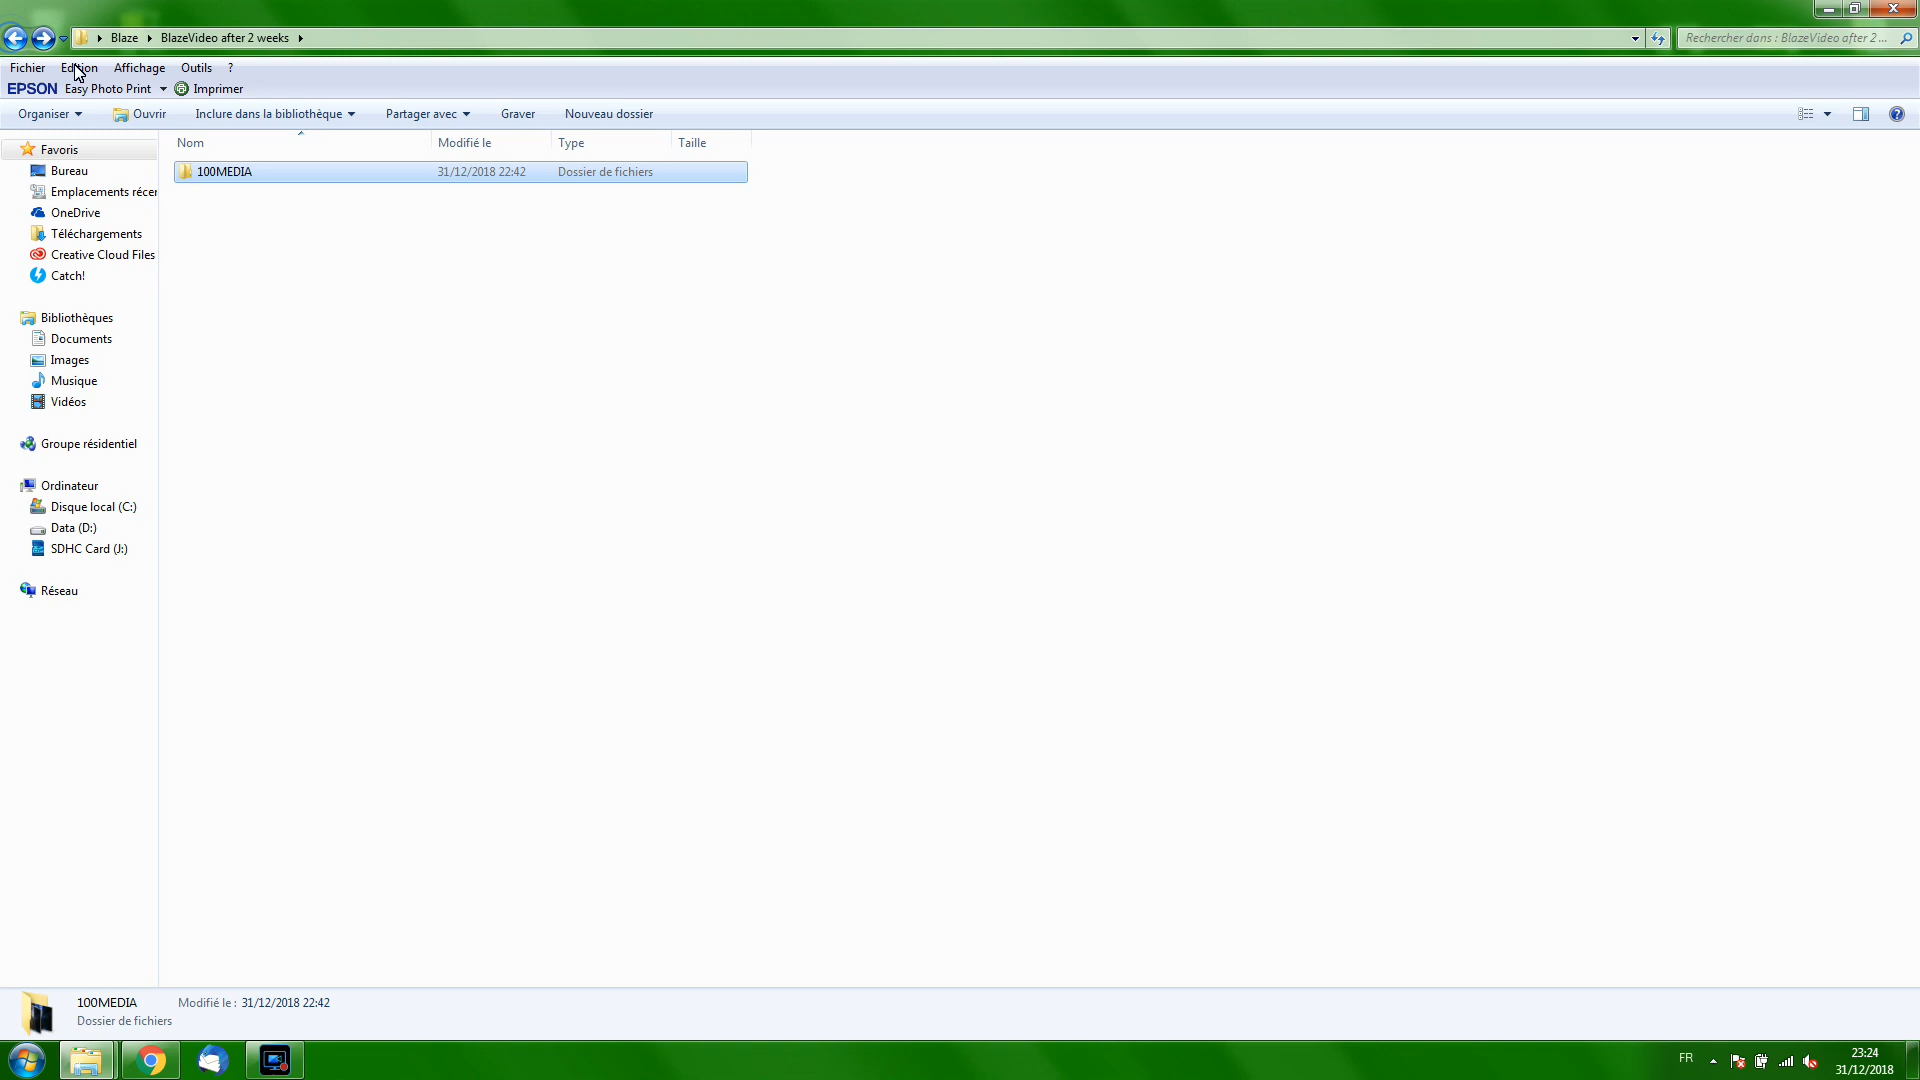 Blaze BlazeVideo after 2 weeks
Rechercher dans : BlazeVideo after 2 ...
Fichier Edition Affichage Outils ?
EPSON Easy Photo Print Imprimer
Organiser Ouvrir Inclure dans la bibliothèque Partager avec Graver Nouveau dossier
Nom Modifié le Type Taille
100MEDIA 31/12/2018 22:42 Dossier de fichiers
Favoris
Bureau
Emplacements récer
OneDrive
Téléchargements
Creative Cloud Files
Catch!
Bibliothèques
Documents
Images
Musique
Vidéos
Groupe résidentiel
Ordinateur
Disque local (C:)
Data (D:)
SDHC Card (J:)
Réseau
100MEDIA Modifié le : 31/12/2018 22:42
Dossier de fichiers
FR
23:24
31/12/2018